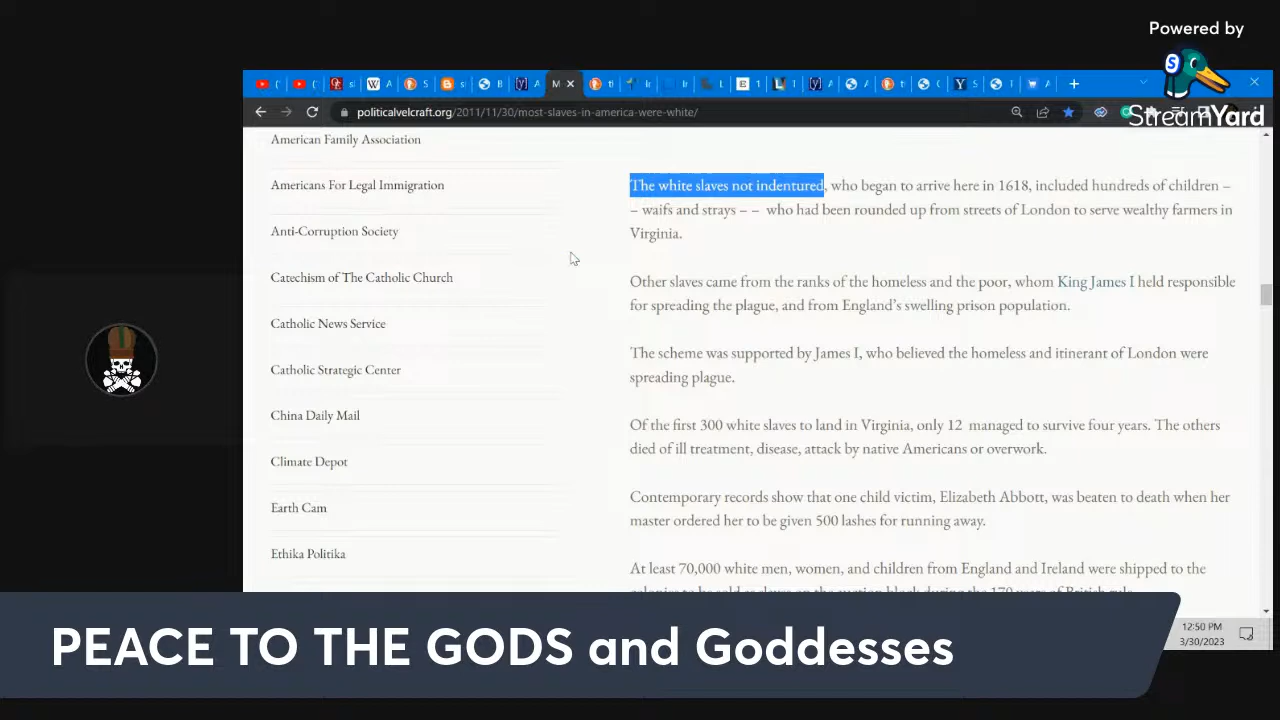 Powered by
StreamYard
politicalvelcraft.org/2011/11/30/most-slaves-in-america-were-white/
American Family Association
Americans For Legal Immigration
Anti-Corruption Society
Catechism of The Catholic Church
Catholic News Service
Catholic Strategic Center
China Daily Mail
Climate Depot
Earth Cam
Ethika Politika
The white slaves not indentured, who began to arrive here in 1618, included hundreds of children –
– waifs and strays – – who had been rounded up from streets of London to serve wealthy farmers in
Virginia.
Other slaves came from the ranks of the homeless and the poor, whom King James I held responsible
for spreading the plague, and from England’s swelling prison population.
The scheme was supported by James I, who believed the homeless and itinerant of London were
spreading plague.
Of the first 300 white slaves to land in Virginia, only 12 managed to survive four years. The others
died of ill treatment, disease, attack by native Americans or overwork.
Contemporary records show that one child victim, Elizabeth Abbott, was beaten to death when her
master ordered her to be given 500 lashes for running away.
At least 70,000 white men, women, and children from England and Ireland were shipped to the
PEACE TO THE GODS and Goddesses
12:50 PM
3/30/2023